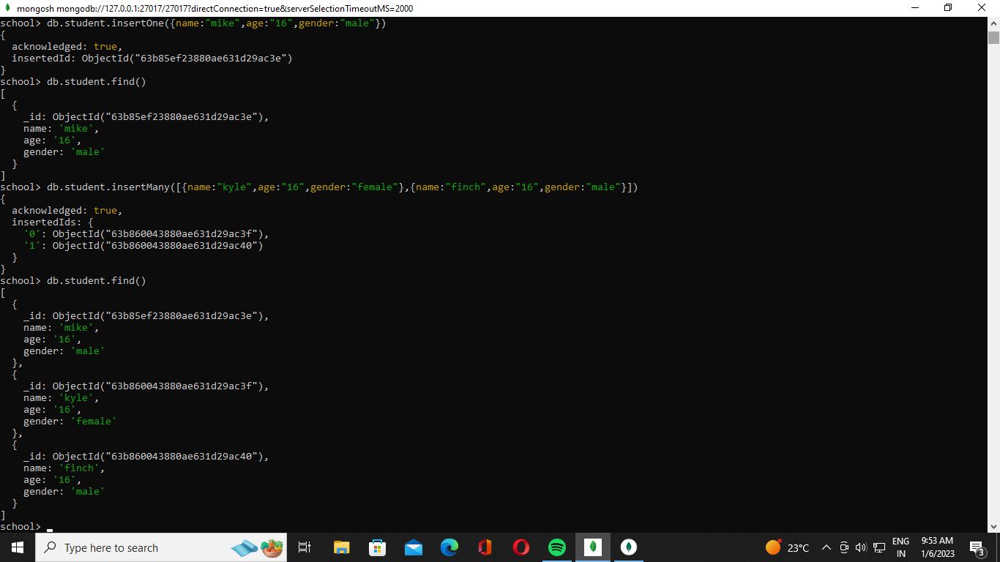 mongosh mongodb://127.0.0.1:27017/27017?directConnection=true&serverSelectionTimeoutMS=2000
school> db.student.insertOne({name:"mike",age:"16",gender:"male"})
{
  acknowledged: true,
  insertedId: ObjectId("63b85ef23880ae631d29ac3e")
}
school> db.student.find()
[
  {
    _id: ObjectId("63b85ef23880ae631d29ac3e"),
    name: 'mike',
    age: '16',
    gender: 'male'
  }
]
school> db.student.insertMany([{name:"kyle",age:"16",gender:"female"},{name:"finch",age:"16",gender:"male"}])
{
  acknowledged: true,
  insertedIds: {
    '0': ObjectId("63b860043880ae631d29ac3f"),
    '1': ObjectId("63b860043880ae631d29ac40")
  }
}
school> db.student.find()
[
  {
    _id: ObjectId("63b85ef23880ae631d29ac3e"),
    name: 'mike',
    age: '16',
    gender: 'male'
  },
  {
    _id: ObjectId("63b860043880ae631d29ac3f"),
    name: 'kyle',
    age: '16',
    gender: 'female'
  },
  {
    _id: ObjectId("63b860043880ae631d29ac40"),
    name: 'finch',
    age: '16',
    gender: 'male'
  }
]
school>
Type here to search
23°C
ENG
IN
9:53 AM
1/6/2023
3